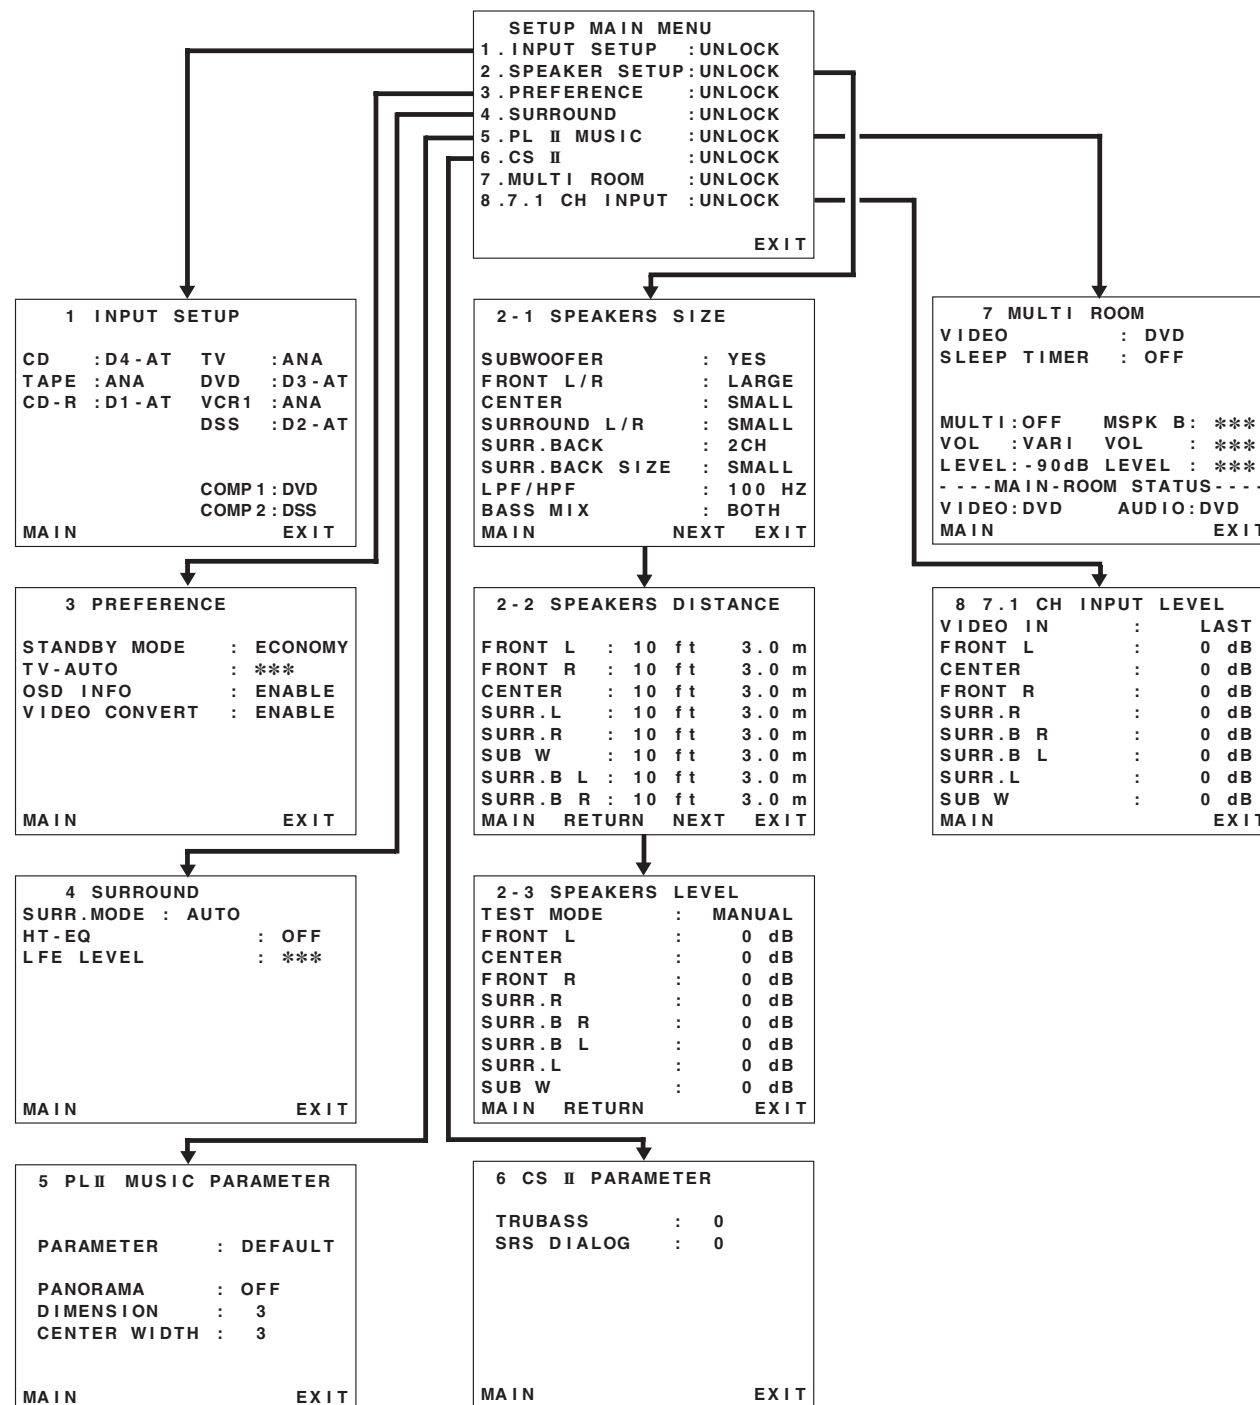 SETUP MAIN MENU
1.INPUT SETUP :UNLOCK
2.SPEAKER SETUP:UNLOCK
3.PREFERENCE :UNLOCK
4.SURROUND :UNLOCK
5.PL II MUSIC :UNLOCK
6.CS II :UNLOCK
7.MULTI ROOM :UNLOCK
8.7.1 CH INPUT :UNLOCK
EXIT
1 INPUT SETUP
CD :D4-AT TV :ANA
TAPE :ANA DVD :D3-AT
CD-R :D1-AT VCR1 :ANA
DSS :D2-AT
COMP1:DVD
COMP2:DSS
MAIN EXIT
2-1 SPEAKERS SIZE
SUBWOOFER : YES
FRONT L/R : LARGE
CENTER : SMALL
SURROUND L/R : SMALL
SURR.BACK : 2CH
SURR.BACK SIZE : SMALL
LPF/HPF : 100 HZ
BASS MIX : BOTH
MAIN NEXT EXIT
7 MULTI ROOM
VIDEO : DVD
SLEEP TIMER : OFF
MULTI:OFF MSPK B: ***
VOL :VARI VOL : ***
LEVEL:-90dB LEVEL : ***
----MAIN-ROOM STATUS----
VIDEO:DVD AUDIO:DVD
MAIN EXIT
3 PREFERENCE
STANDBY MODE : ECONOMY
TV-AUTO : ***
OSD INFO : ENABLE
VIDEO CONVERT : ENABLE
MAIN EXIT
2-2 SPEAKERS DISTANCE
FRONT L : 10 ft 3.0 m
FRONT R : 10 ft 3.0 m
CENTER : 10 ft 3.0 m
SURR.L : 10 ft 3.0 m
SURR.R : 10 ft 3.0 m
SUB W : 10 ft 3.0 m
SURR.B L : 10 ft 3.0 m
SURR.B R : 10 ft 3.0 m
MAIN RETURN NEXT EXIT
8 7.1 CH INPUT LEVEL
VIDEO IN : LAST
FRONT L : 0 dB
CENTER : 0 dB
FRONT R : 0 dB
SURR.R : 0 dB
SURR.B R : 0 dB
SURR.B L : 0 dB
SURR.L : 0 dB
SUB W : 0 dB
MAIN EXIT
4 SURROUND
SURR.MODE : AUTO
HT-EQ : OFF
LFE LEVEL : ***
MAIN EXIT
2-3 SPEAKERS LEVEL
TEST MODE : MANUAL
FRONT L : 0 dB
CENTER : 0 dB
FRONT R : 0 dB
SURR.R : 0 dB
SURR.B R : 0 dB
SURR.B L : 0 dB
SURR.L : 0 dB
SUB W : 0 dB
MAIN RETURN EXIT
5 PLII MUSIC PARAMETER
PARAMETER : DEFAULT
PANORAMA : OFF
DIMENSION : 3
CENTER WIDTH : 3
MAIN EXIT
6 CS II PARAMETER
TRUBASS : 0
SRS DIALOG : 0
MAIN EXIT